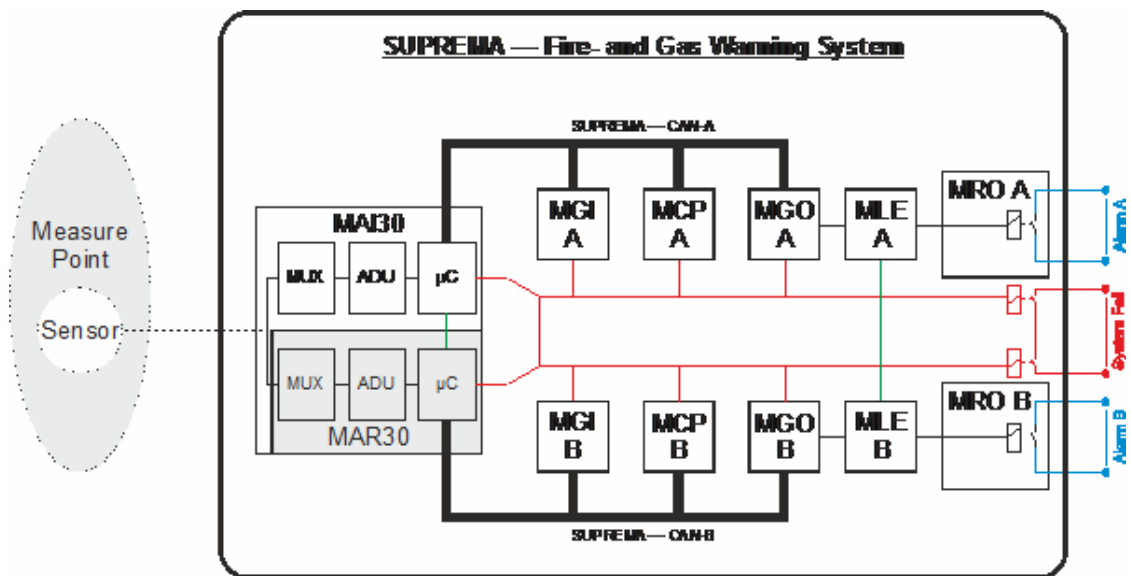 SUPREMA — Fire- and Gas Warning System
SUPREMA — CAN-A
Measure
Point
Sensor
MAI30
MUX
ADU
µC
MUX
ADU
µC
MAR30
MGI
A
MCP
A
MGO
A
MLE
A
MRO A
Alarm A
System Fail
MGI
B
MCP
B
MGO
B
MLE
B
MRO B
Alarm B
SUPREMA — CAN-B